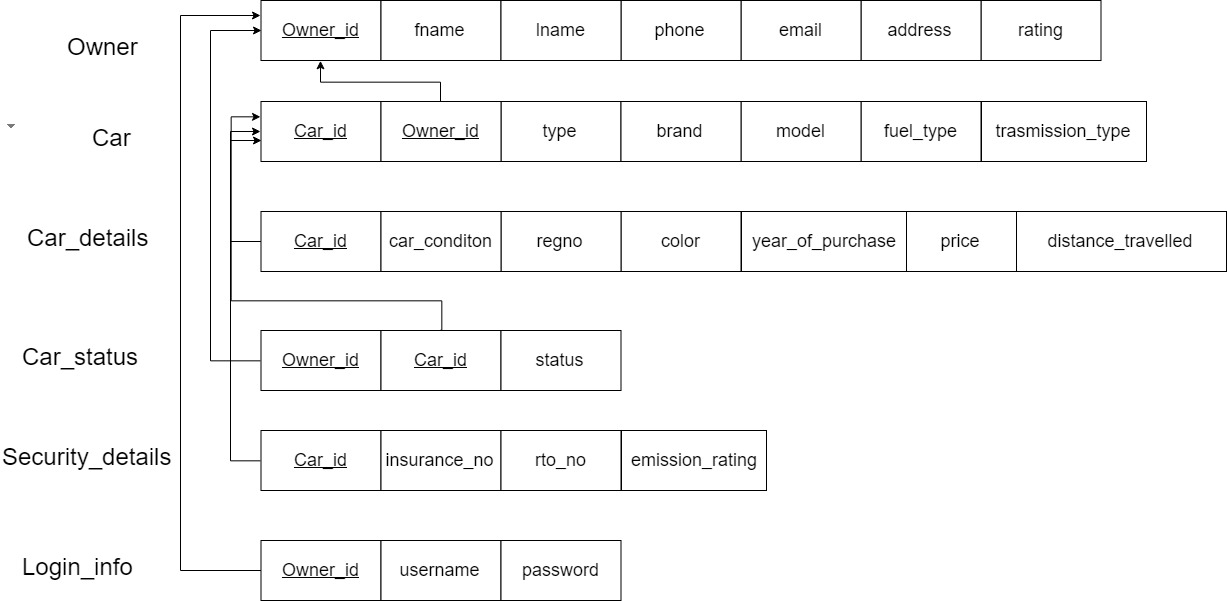 Owner
Owner_id fname lname phone email address rating
Car
Car_id Owner_id type brand model fuel_type trasmission_type
Car_details
Car_id car_conditon regno color year_of_purchase price distance_travelled
Car_status
Owner_id Car_id status
Security_details
Car_id insurance_no rto_no emission_rating
Login_info
Owner_id username password